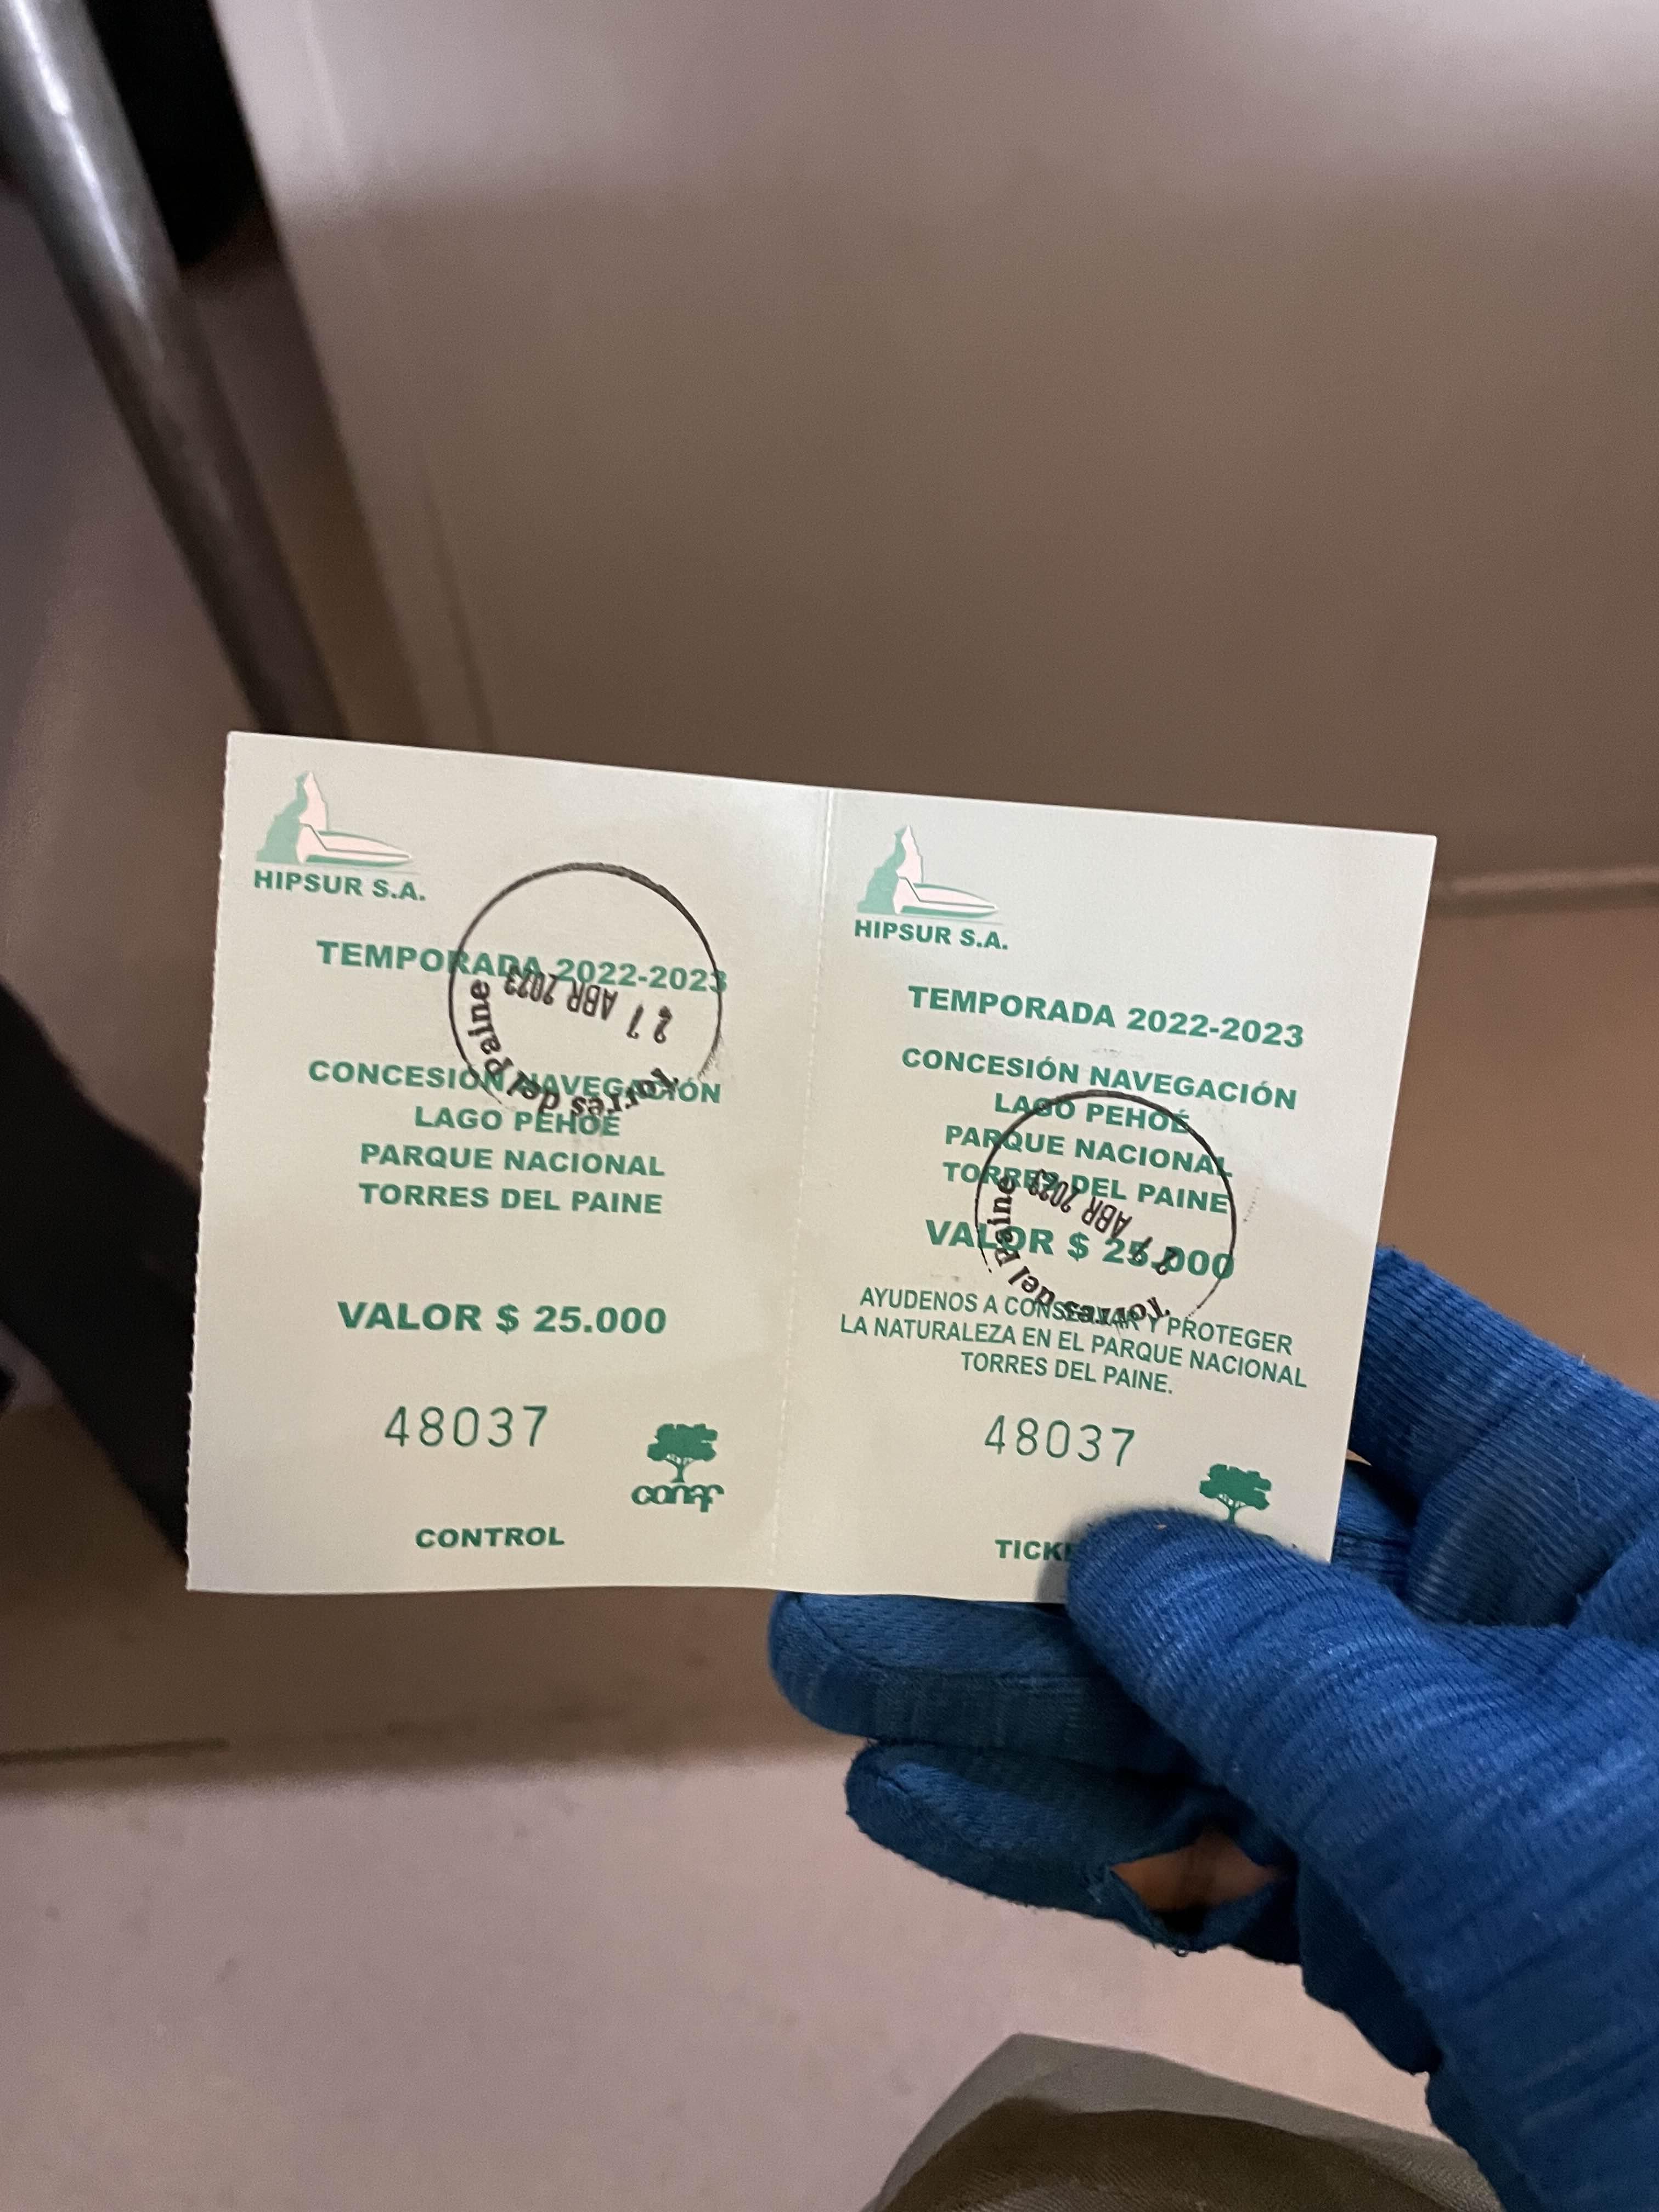 HIPSUR S.A.
TEMPORADA 2022-2023
27 ABR 2023
Torres del Paine
CONCESIÓN NAVEGACIÓN
LAGO PEHOÉ
PARQUE NACIONAL
TORRES DEL PAINE
VALOR $ 25.000
48037
conaf
CONTROL
HIPSUR S.A.
TEMPORADA 2022-2023
CONCESIÓN NAVEGACIÓN
LAGO PEHOÉ
PARQUE NACIONAL
TORRES DEL PAINE
27 ABR 2023
Torres del Paine
VALOR $ 25.000
AYUDENOS A CONSERVAR Y PROTEGER
LA NATURALEZA EN EL PARQUE NACIONAL
TORRES DEL PAINE.
48037
TICK